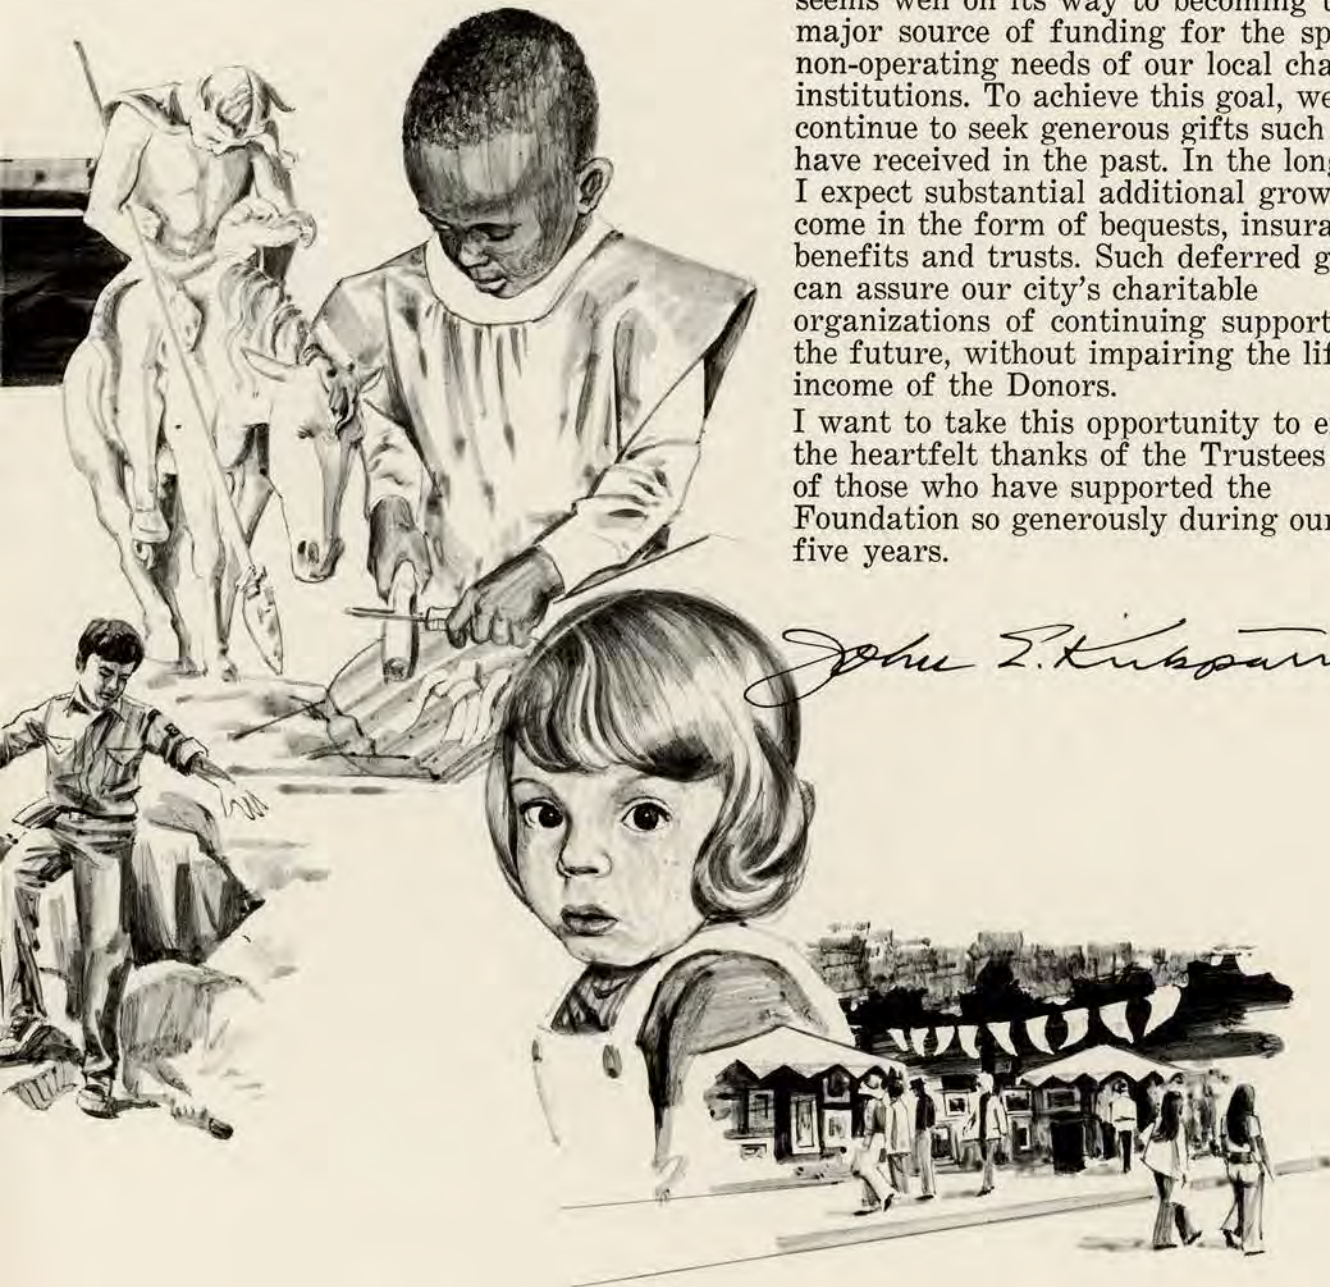 seems well on its way to becoming t
major source of funding for the sp
non-operating needs of our local cha
institutions. To achieve this goal, we
continue to seek generous gifts such
have received in the past. In the long
I expect substantial additional grow
come in the form of bequests, insura
benefits and trusts. Such deferred g
can assure our city's charitable
organizations of continuing support
the future, without impairing the lif
income of the Donors.
I want to take this opportunity to e
the heartfelt thanks of the Trustees
of those who have supported the
Foundation so generously during our
five years.
John E. Kirkpatr